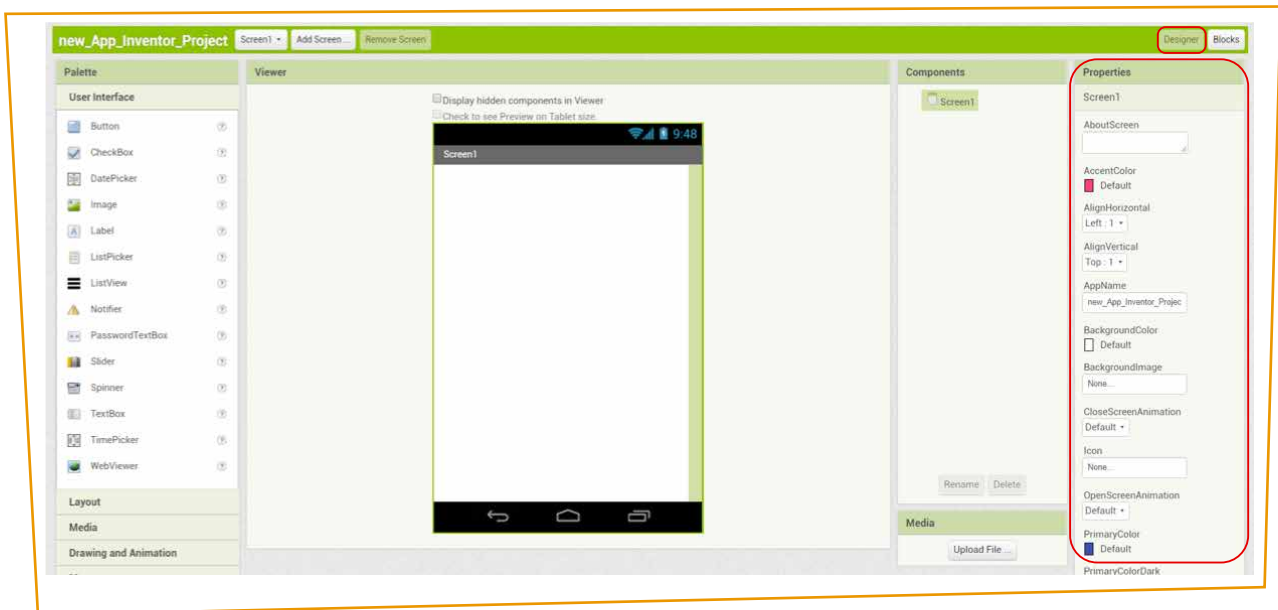 new_App_Inventor_Project Screen1 Add Screen ... Remove Screen Designer Blocks
Palette
User Interface
Button
CheckBox
DatePicker
Image
Label
ListPicker
ListView
Notifier
PasswordTextBox
Slider
Spinner
TextBox
TimePicker
WebViewer
Layout
Media
Drawing and Animation
Viewer
Display hidden components in Viewer
Check to see Preview on Tablet size.
9:48
Screen1
Components
Screen1
Rename Delete
Media
Upload File ...
Properties
Screen1
AboutScreen
AccentColor
Default
AlignHorizontal
Left : 1
AlignVertical
Top : 1
AppName
new_App_Inventor_Projec
BackgroundColor
Default
BackgroundImage
None...
CloseScreenAnimation
Default
Icon
None...
OpenScreenAnimation
Default
PrimaryColor
Default
PrimaryColorDark